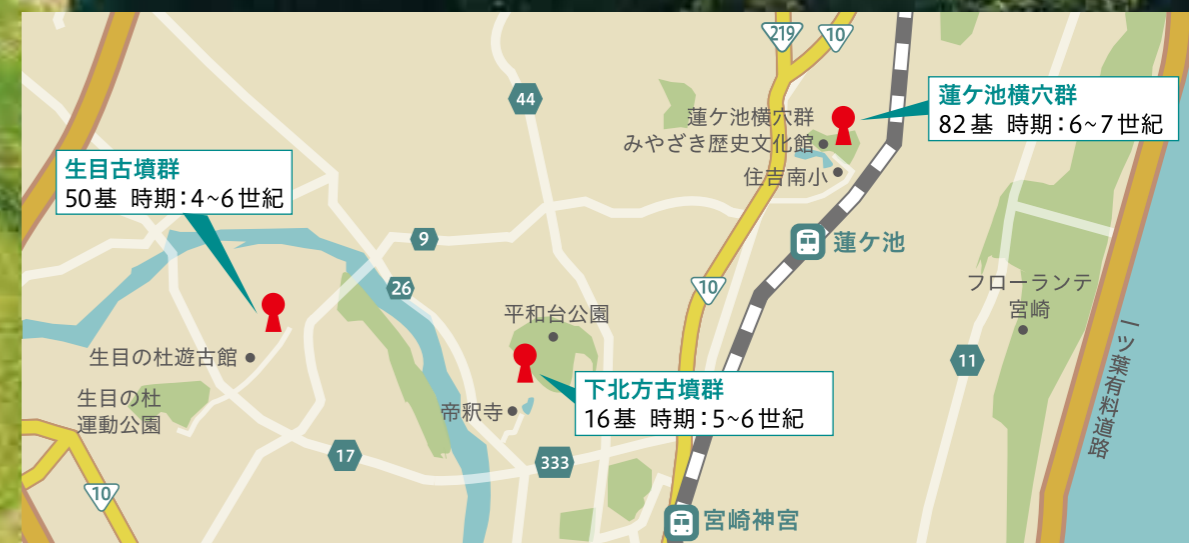 219
10
44
蓮ケ池横穴群
82基 時期：6~7世紀
蓮ケ池横穴群
みやざき歴史文化館
住吉南小
生目古墳群
50基 時期：4~6世紀
9
蓮ケ池
26
10
フローランテ
宮崎
平和台公園
一ツ葉有料道路
生目の杜遊古館
11
下北方古墳群
16基 時期：5~6世紀
生目の杜
運動公園
帝釈寺
17
333
10
宮崎神宮